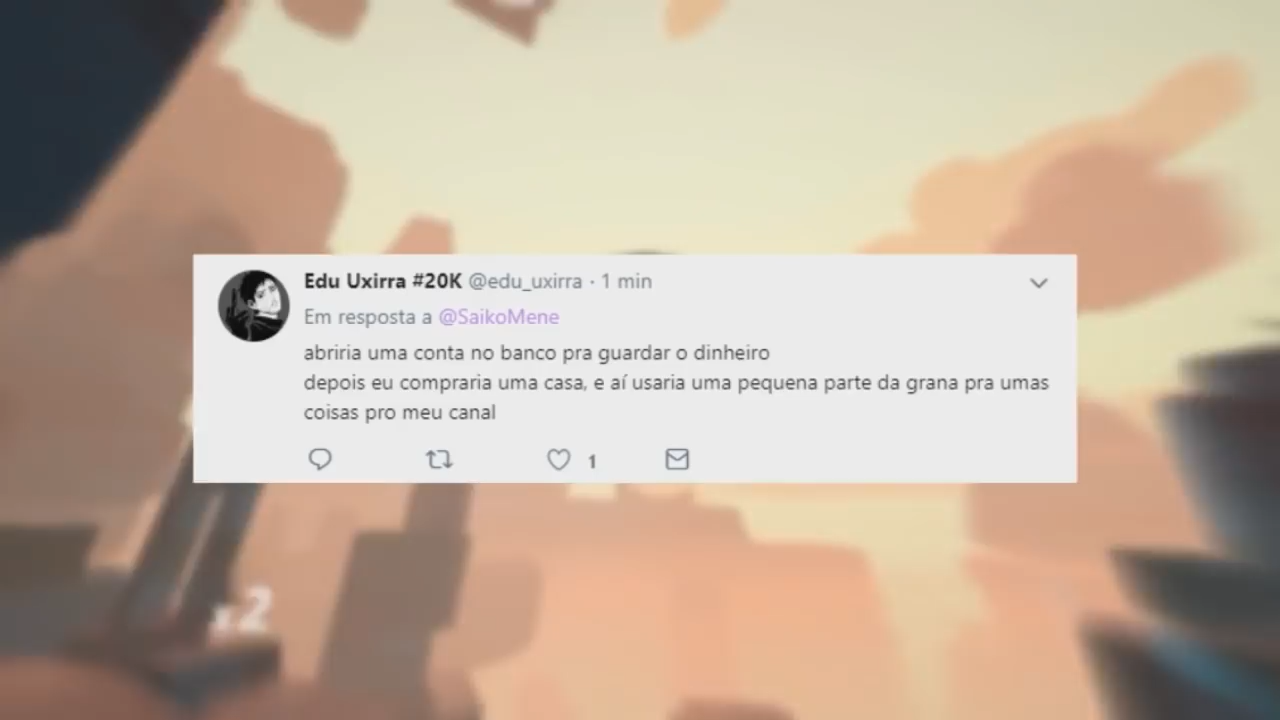 Edu Uxirra #20K @edu_uxirra · 1 min
Em resposta a @SaikoMene
abriria uma conta no banco pra guardar o dinheiro
depois eu compraria uma casa, e aí usaria uma pequena parte da grana pra umas
coisas pro meu canal
1
x2